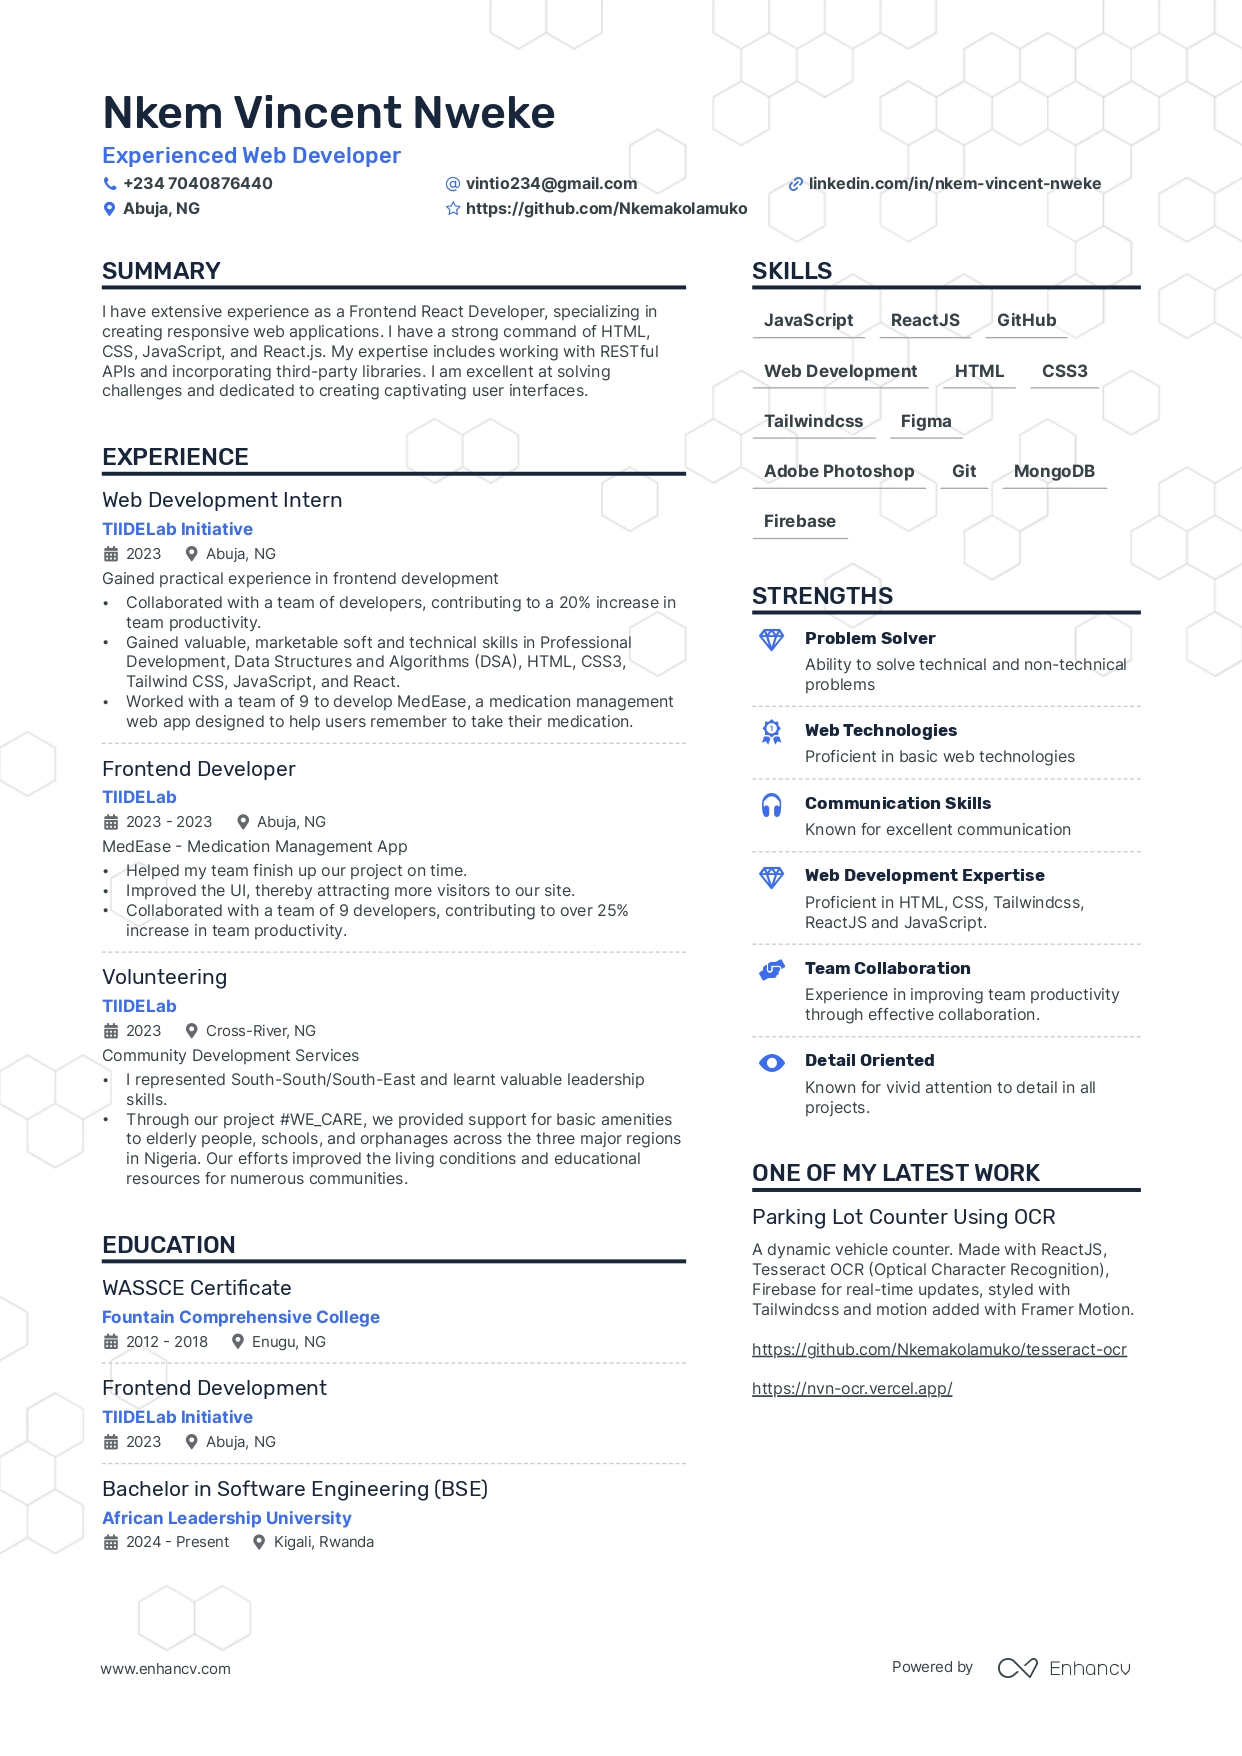 Nkem Vincent Nweke
Experienced Web Developer
+234 7040876440
vintio234@gmail.com
linkedin.com/in/nkem-vincent-nweke
Abuja, NG
https://github.com/Nkemakolamuko
SUMMARY
I have extensive experience as a Frontend React Developer, specializing in
creating responsive web applications. I have a strong command of HTML,
CSS, JavaScript, and React.js. My expertise includes working with RESTful
APIs and incorporating third-party libraries. I am excellent at solving
challenges and dedicated to creating captivating user interfaces.
EXPERIENCE
Web Development Intern
TIIDELab Initiative
2023 Abuja, NG
Gained practical experience in frontend development
• Collaborated with a team of developers, contributing to a 20% increase in
team productivity.
• Gained valuable, marketable soft and technical skills in Professional
Development, Data Structures and Algorithms (DSA), HTML, CSS3,
Tailwind CSS, JavaScript, and React.
• Worked with a team of 9 to develop MedEase, a medication management
web app designed to help users remember to take their medication.
Frontend Developer
TIIDELab
2023 - 2023 Abuja, NG
MedEase - Medication Management App
• Helped my team finish up our project on time.
• Improved the UI, thereby attracting more visitors to our site.
• Collaborated with a team of 9 developers, contributing to over 25%
increase in team productivity.
Volunteering
TIIDELab
2023 Cross-River, NG
Community Development Services
• I represented South-South/South-East and learnt valuable leadership
skills.
• Through our project #WE_CARE, we provided support for basic amenities
to elderly people, schools, and orphanages across the three major regions
in Nigeria. Our efforts improved the living conditions and educational
resources for numerous communities.
EDUCATION
WASSCE Certificate
Fountain Comprehensive College
2012 - 2018 Enugu, NG
Frontend Development
TIIDELab Initiative
2023 Abuja, NG
Bachelor in Software Engineering (BSE)
African Leadership University
2024 - Present Kigali, Rwanda
SKILLS
JavaScript ReactJS GitHub
Web Development HTML CSS3
Tailwindcss Figma
Adobe Photoshop Git MongoDB
Firebase
STRENGTHS
Problem Solver
Ability to solve technical and non-technical
problems
Web Technologies
Proficient in basic web technologies
Communication Skills
Known for excellent communication
Web Development Expertise
Proficient in HTML, CSS, Tailwindcss,
ReactJS and JavaScript.
Team Collaboration
Experience in improving team productivity
through effective collaboration.
Detail Oriented
Known for vivid attention to detail in all
projects.
ONE OF MY LATEST WORK
Parking Lot Counter Using OCR
A dynamic vehicle counter. Made with ReactJS,
Tesseract OCR (Optical Character Recognition),
Firebase for real-time updates, styled with
Tailwindcss and motion added with Framer Motion.
https://github.com/Nkemakolamuko/tesseract-ocr
https://nvn-ocr.vercel.app/
www.enhancv.com
Powered by Enhancv